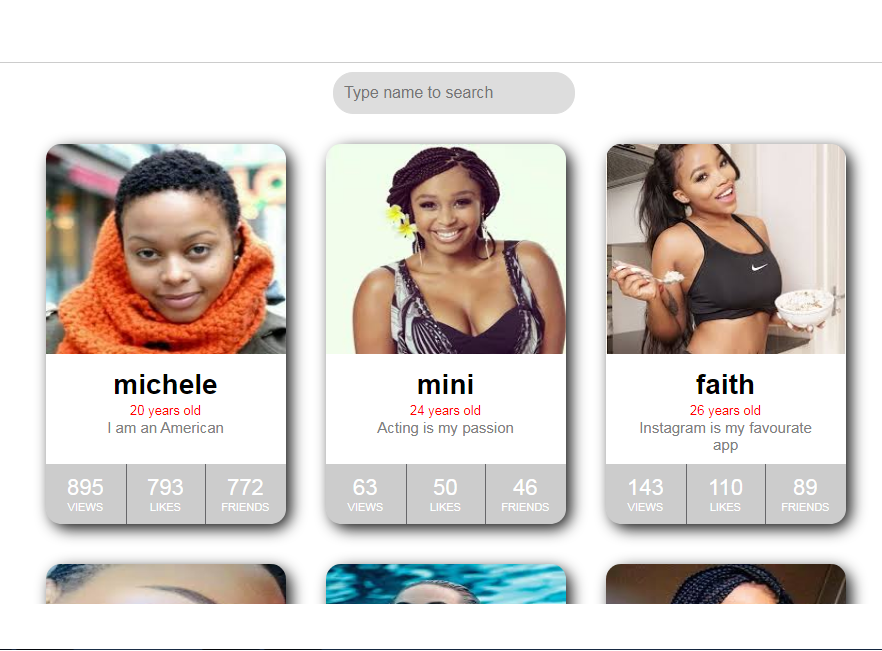 Type name to search
michele
20 years old
I am an American
895
VIEWS
793
LIKES
772
FRIENDS
mini
24 years old
Acting is my passion
63
VIEWS
50
LIKES
46
FRIENDS
faith
26 years old
Instagram is my favourate
app
143
VIEWS
110
LIKES
89
FRIENDS